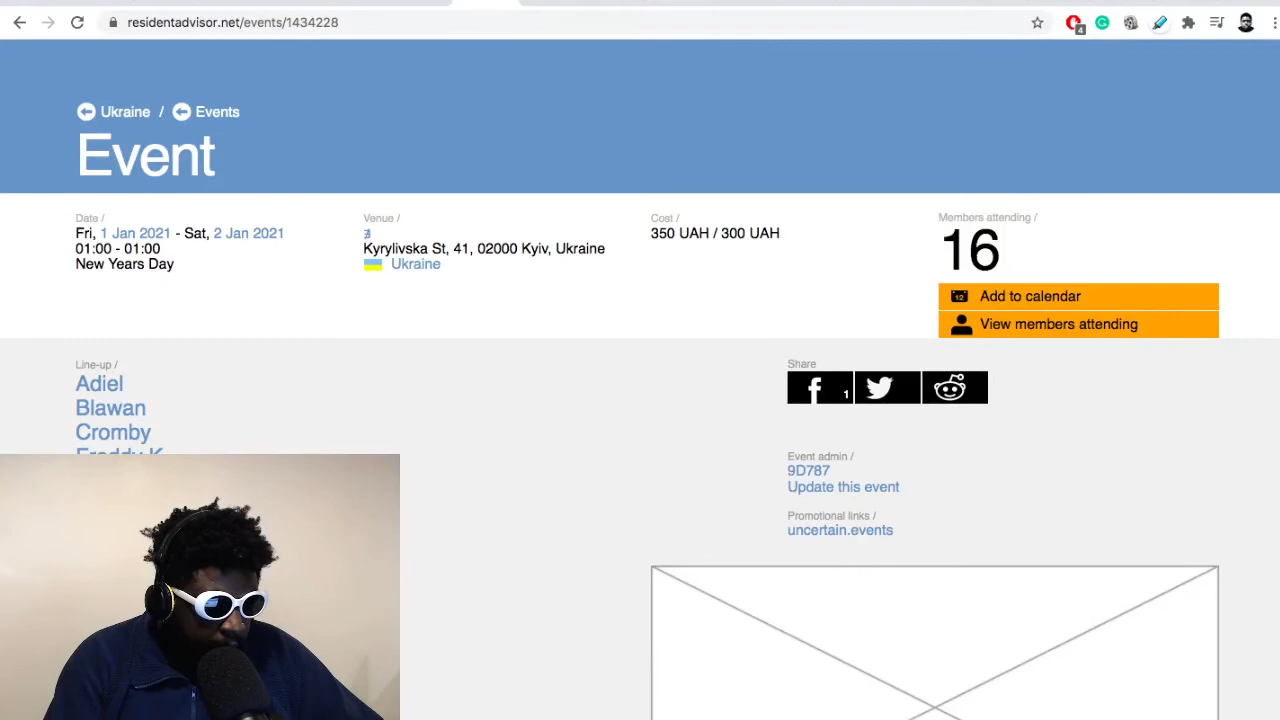 residentadvisor.net/events/1434228
4
Ukraine / Events
Event
Date /
Fri, 1 Jan 2021 - Sat, 2 Jan 2021
01:00 - 01:00
New Years Day
Venue /
∄
Kyrylivska St, 41, 02000 Kyiv, Ukraine
Ukraine
Cost /
350 UAH / 300 UAH
Members attending /
16
12 Add to calendar
View members attending
Line-up /
Adiel
Blawan
Cromby
Freddy K
Share
1
Event admin /
9D787
Update this event
Promotional links /
uncertain.events